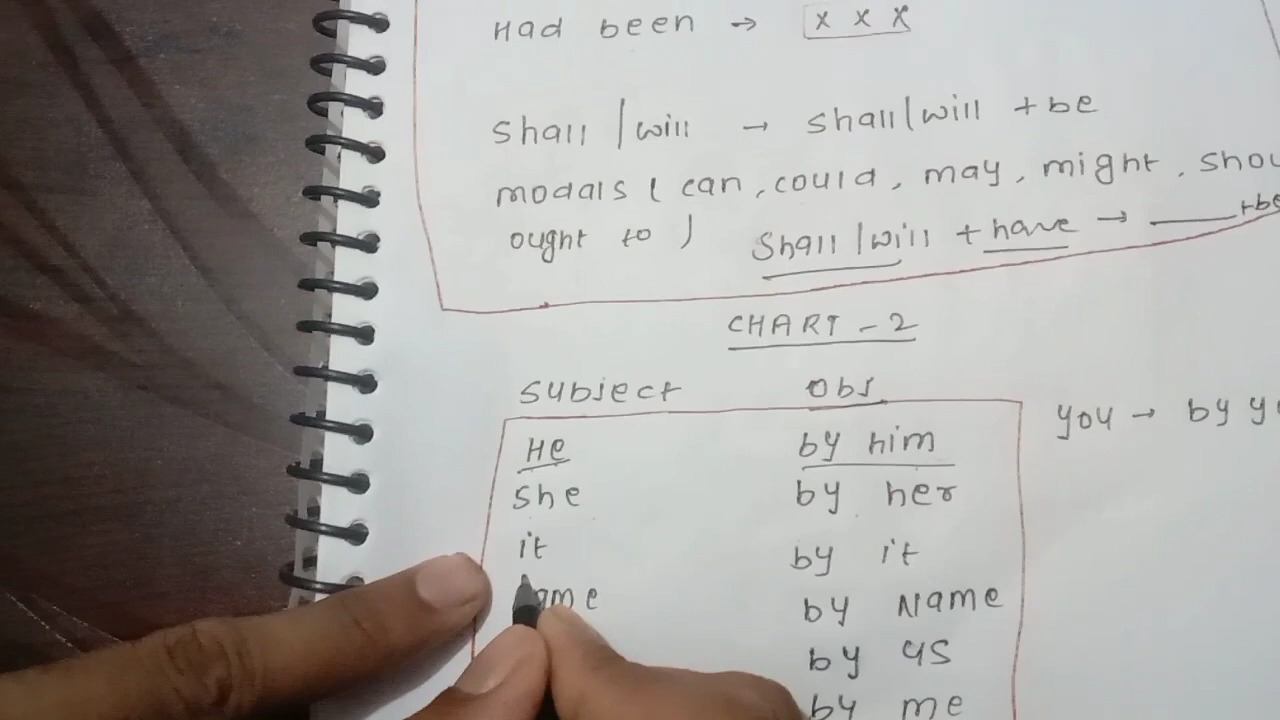 Had been → x x x
Shall / will → shall / will + be
modals ( can, could, may, might,
ought to ) Shall / will + have → ____ +be
CHART - 2
Subject Obj
He by him you → by
She by her
it by it
by Name
by us
by me